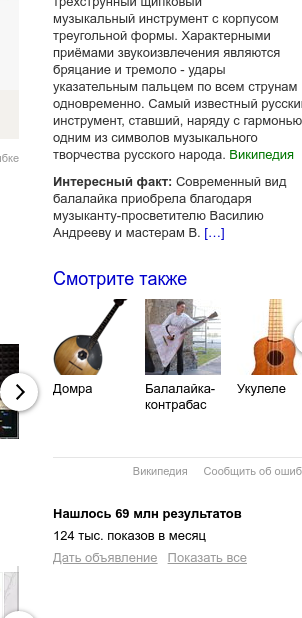 трехструнный щипковый
музыкальный инструмент с корпусом
треугольной формы. Характерными
приёмами звукоизвлечения являются
бряцание и тремоло - удары
указательным пальцем по всем струнам
одновременно. Самый известный русски
инструмент, ставший, наряду с гармонью
одним из символов музыкального
творчества русского народа. Википедия
Интересный факт: Современный вид
балалайка приобрела благодаря
музыканту-просветителю Василию
Андрееву и мастерам В. [...]
Смотрите также
Домра
Балалайка-
контрабас
Укулеле
Википедия Сообщить об ошиб
Нашлось 69 млн результатов
124 тыс. показов в месяц
Дать объявление Показать все